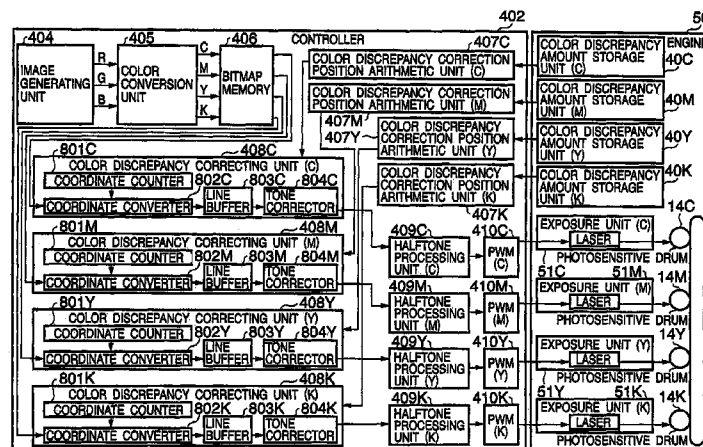 402
50
CONTROLLER
ENGINE
404
IMAGE GENERATING UNIT
R
G
B
405
COLOR CONVERSION UNIT
C
M
Y
K
406
BITMAP MEMORY
407C
COLOR DISCREPANCY CORRECTION POSITION ARITHMETIC UNIT (C)
COLOR DISCREPANCY CORRECTION POSITION ARITHMETIC UNIT (M)
407M
407Y
COLOR DISCREPANCY CORRECTION POSITION ARITHMETIC UNIT (Y)
COLOR DISCREPANCY CORRECTION POSITION ARITHMETIC UNIT (K)
407K
COLOR DISCREPANCY AMOUNT STORAGE UNIT (C)
40C
COLOR DISCREPANCY AMOUNT STORAGE UNIT (M)
40M
COLOR DISCREPANCY AMOUNT STORAGE UNIT (Y)
40Y
COLOR DISCREPANCY AMOUNT STORAGE UNIT (K)
40K
801C
408C
COLOR DISCREPANCY CORRECTING UNIT (C)
COORDINATE COUNTER
802C
803C
804C
COORDINATE CONVERTER
LINE BUFFER
TONE CORRECTOR
801M
408M
COLOR DISCREPANCY CORRECTING UNIT (M)
COORDINATE COUNTER
802M
803M
804M
COORDINATE CONVERTER
LINE BUFFER
TONE CORRECTOR
801Y
408Y
COLOR DISCREPANCY CORRECTING UNIT (Y)
COORDINATE COUNTER
802Y
803Y
804Y
COORDINATE CONVERTER
LINE BUFFER
TONE CORRECTOR
801K
408K
COLOR DISCREPANCY CORRECTING UNIT (K)
COORDINATE COUNTER
802K
803K
804K
COORDINATE CONVERTER
LINE BUFFER
TONE CORRECTOR
409C
HALFTONE PROCESSING UNIT (C)
410C
PWM (C)
409M
HALFTONE PROCESSING UNIT (M)
410M
PWM (M)
409Y
HALFTONE PROCESSING UNIT (Y)
410Y
PWM (Y)
409K
HALFTONE PROCESSING UNIT (K)
410K
PWM (K)
EXPOSURE UNIT (C)
LASER
14C
51C
PHOTOSENSITIVE DRUM
51M
EXPOSURE UNIT (M)
LASER
14M
PHOTOSENSITIVE DRUM
EXPOSURE UNIT (Y)
LASER
14Y
51Y
PHOTOSENSITIVE DRUM
51K
EXPOSURE UNIT (K)
LASER
14K
PHOTOSENSITIVE DRUM